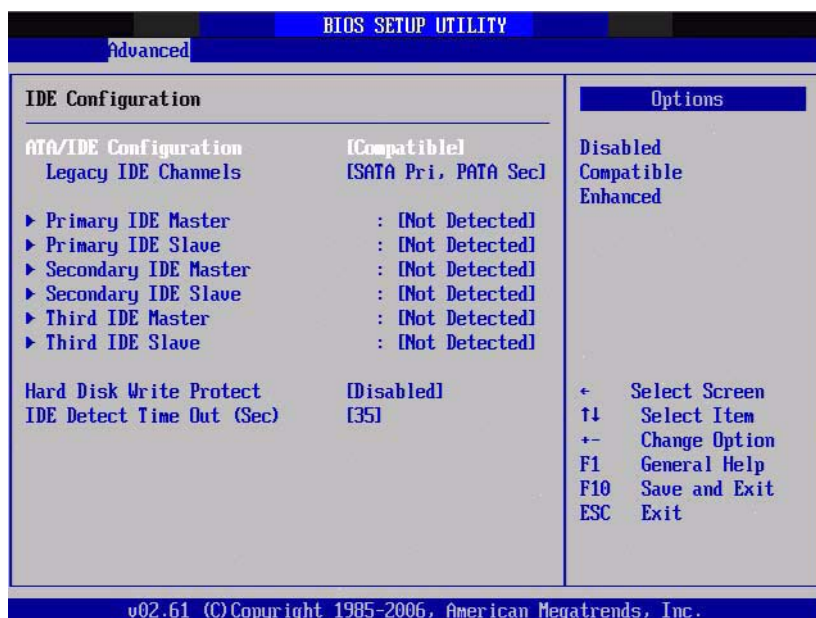 BIOS SETUP UTILITY
Advanced
IDE Configuration
ATA/IDE Configuration [Compatible]
Legacy IDE Channels [SATA Pri, PATA Sec]
▶ Primary IDE Master : [Not Detected]
▶ Primary IDE Slave : [Not Detected]
▶ Secondary IDE Master : [Not Detected]
▶ Secondary IDE Slave : [Not Detected]
▶ Third IDE Master : [Not Detected]
▶ Third IDE Slave : [Not Detected]
Hard Disk Write Protect [Disabled]
IDE Detect Time Out (Sec) [35]
Options
Disabled
Compatible
Enhanced
← Select Screen
↑↓ Select Item
+- Change Option
F1 General Help
F10 Save and Exit
ESC Exit
v02.61 (C)Copyright 1985-2006, American Megatrends, Inc.